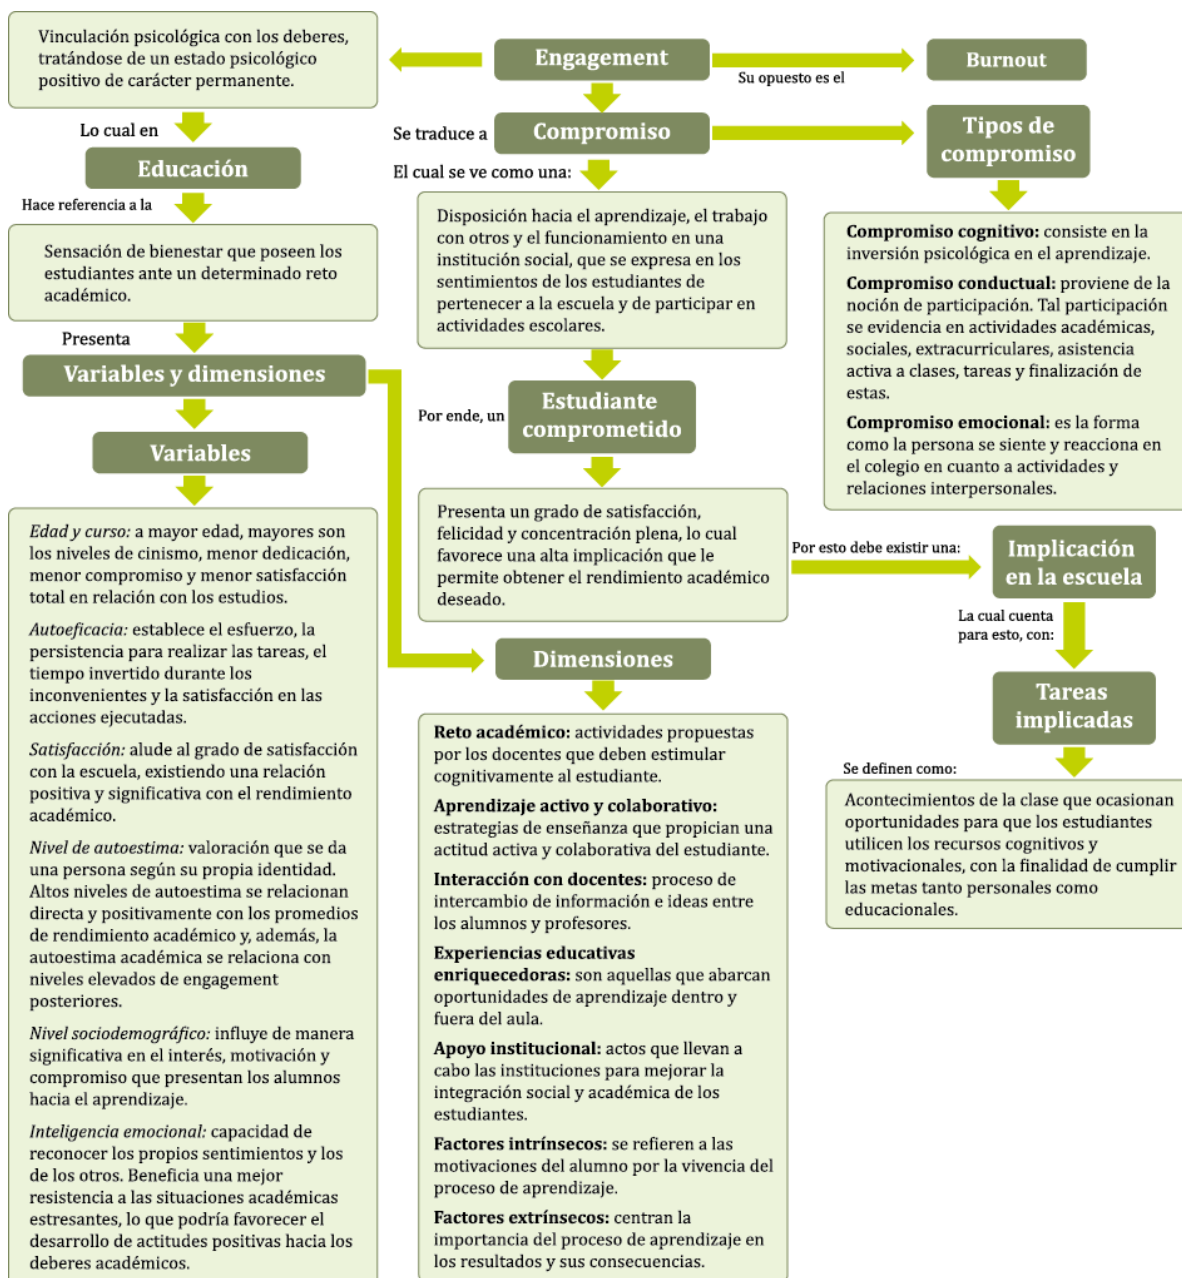 Vinculación psicológica con los deberes,
tratándose de un estado psicológico
positivo de carácter permanente.
Engagement
Su opuesto es el
Burnout
Lo cual en
Educación
Hace referencia a la
Sensación de bienestar que poseen los
estudiantes ante un determinado reto
académico.
Presenta
Variables y dimensiones
Variables
Edad y curso: a mayor edad, mayores son
los niveles de cinismo, menor dedicación,
menor compromiso y menor satisfacción
total en relación con los estudios.
Autoeficacia: establece el esfuerzo, la
persistencia para realizar las tareas, el
tiempo invertido durante los
inconvenientes y la satisfacción en las
acciones ejecutadas.
Satisfacción: alude al grado de satisfacción
con la escuela, existiendo una relación
positiva y significativa con el rendimiento
académico.
Nivel de autoestima: valoración que se da
una persona según su propia identidad.
Altos niveles de autoestima se relacionan
directa y positivamente con los promedios
de rendimiento académico y, además, la
autoestima académica se relaciona con
niveles elevados de engagement
posteriores.
Nivel sociodemográfico: influye de manera
significativa en el interés, motivación y
compromiso que presentan los alumnos
hacia el aprendizaje.
Inteligencia emocional: capacidad de
reconocer los propios sentimientos y los
de los otros. Beneficia una mejor
resistencia a las situaciones académicas
estresantes, lo que podría favorecer el
desarrollo de actitudes positivas hacia los
deberes académicos.
Se traduce a
Compromiso
El cual se ve como una:
Disposición hacia el aprendizaje, el trabajo
con otros y el funcionamiento en una
institución social, que se expresa en los
sentimientos de los estudiantes de
pertenecer a la escuela y de participar en
actividades escolares.
Por ende, un
Estudiante
comprometido
Presenta un grado de satisfacción,
felicidad y concentración plena, lo cual
favorece una alta implicación que le
permite obtener el rendimiento académico
deseado.
Dimensiones
Reto académico: actividades propuestas
por los docentes que deben estimular
cognitivamente al estudiante.
Aprendizaje activo y colaborativo:
estrategias de enseñanza que propician una
actitud activa y colaborativa del estudiante.
Interacción con docentes: proceso de
intercambio de información e ideas entre
los alumnos y profesores.
Experiencias educativas
enriquecedoras: son aquellas que abarcan
oportunidades de aprendizaje dentro y
fuera del aula.
Apoyo institucional: actos que llevan a
cabo las instituciones para mejorar la
integración social y académica de los
estudiantes.
Factores intrínsecos: se refieren a las
motivaciones del alumno por la vivencia del
proceso de aprendizaje.
Factores extrínsecos: centran la
importancia del proceso de aprendizaje en
los resultados y sus consecuencias.
Tipos de
compromiso
Compromiso cognitivo: consiste en la
inversión psicológica en el aprendizaje.
Compromiso conductual: proviene de la
noción de participación. Tal participación
se evidencia en actividades académicas,
sociales, extracurriculares, asistencia
activa a clases, tareas y finalización de
estas.
Compromiso emocional: es la forma
como la persona se siente y reacciona en
el colegio en cuanto a actividades y
relaciones interpersonales.
Por esto debe existir una:
Implicación
en la escuela
La cual cuenta
para esto, con:
Tareas
implicadas
Se definen como:
Acontecimientos de la clase que ocasionan
oportunidades para que los estudiantes
utilicen los recursos cognitivos y
motivacionales, con la finalidad de cumplir
las metas tanto personales como
educacionales.